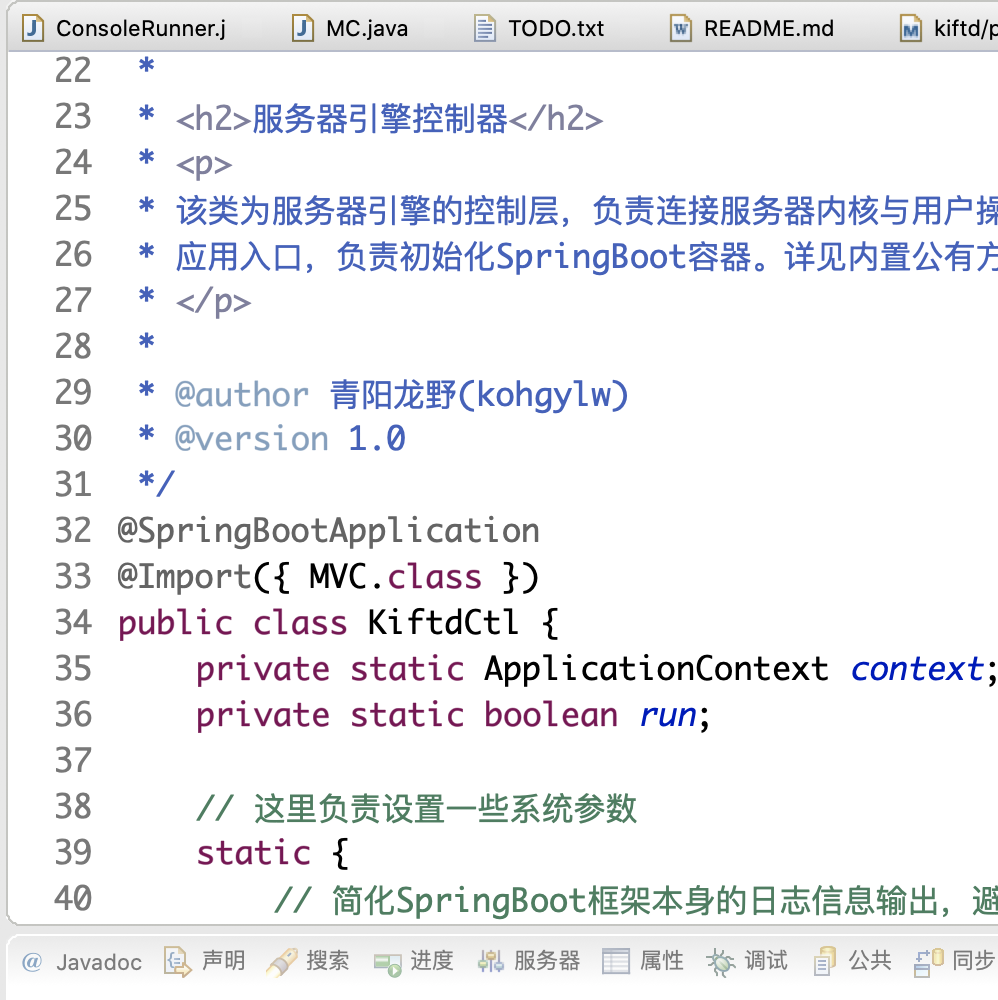 ConsoleRunner.j MC.java TODO.txt README.md kiftd/p
22 *
23 * <h2>服务器引擎控制器</h2>
24 * <p>
25 * 该类为服务器引擎的控制层，负责连接服务器内核与用户操
26 * 应用入口，负责初始化SpringBoot容器。详见内置公有方
27 * </p>
28 *
29 * @author 青阳龙野(kohgylw)
30 * @version 1.0
31 */
32 @SpringBootApplication
33 @Import({ MVC.class })
34 public class KiftdCtl {
35 private static ApplicationContext context;
36 private static boolean run;
37
38 // 这里负责设置一些系统参数
39 static {
40 // 简化SpringBoot框架本身的日志信息输出，避
@ Javadoc 声明 搜索 进度 服务器 属性 调试 公共 同步